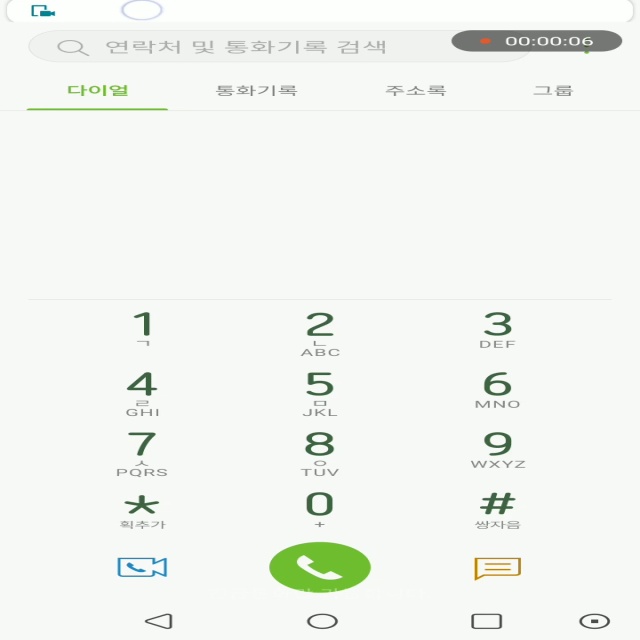 연락처 및 통화기록 검색
00:00:06
다이얼 통화기록 주소록 그룹
1 2 3
ㄱ ㄴ DEF
ABC
4 5 6
ㄹ ㅁ MNO
GHI JKL
7 8 9
ㅅ ㅇ WXYZ
PQRS TUV
* 0 #
획추가 + 쌍자음